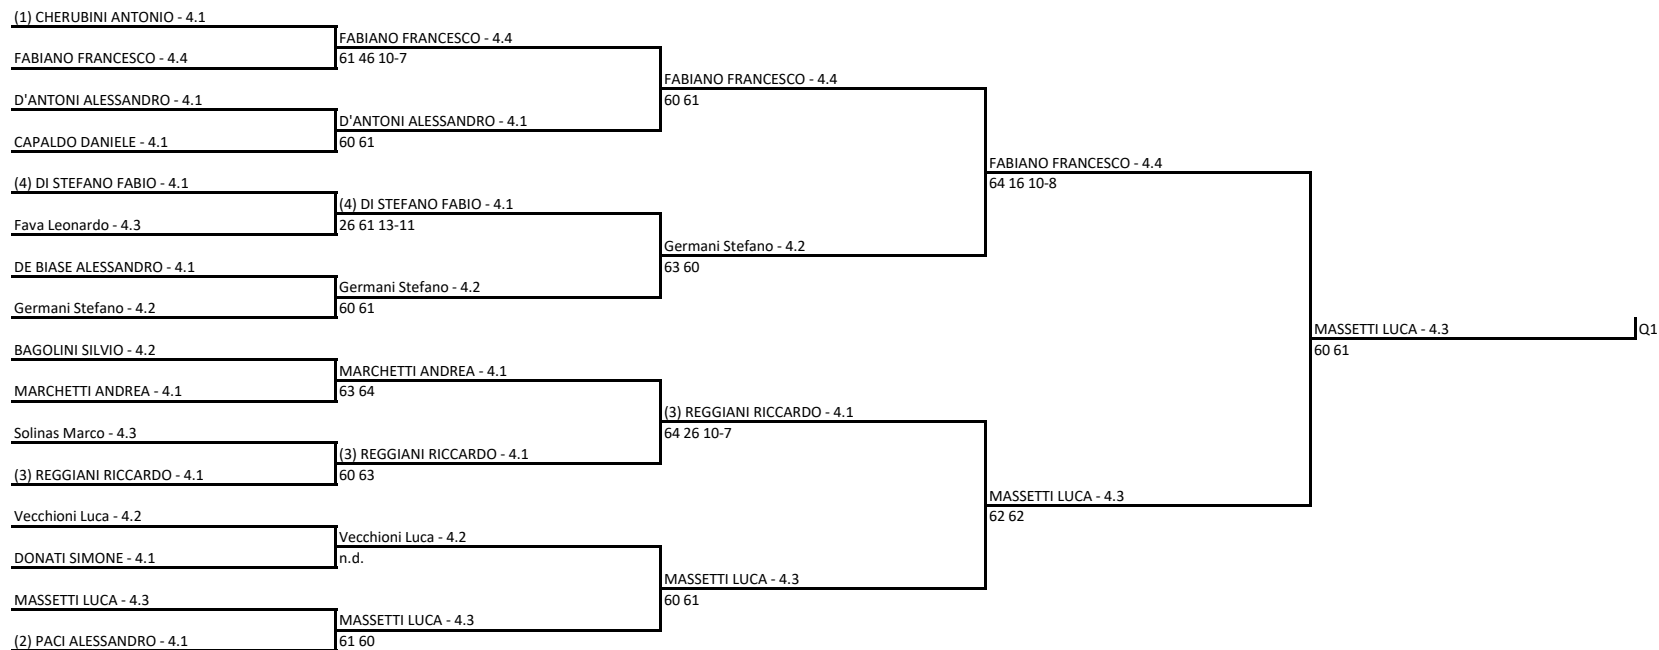 (1) CHERUBINI ANTONIO - 4.1
FABIANO FRANCESCO - 4.4
FABIANO FRANCESCO - 4.4
61 46 10-7
FABIANO FRANCESCO - 4.4
60 61
D'ANTONI ALESSANDRO - 4.1
D'ANTONI ALESSANDRO - 4.1
CAPALDO DANIELE - 4.1
60 61
FABIANO FRANCESCO - 4.4
64 16 10-8
(4) DI STEFANO FABIO - 4.1
(4) DI STEFANO FABIO - 4.1
Fava Leonardo - 4.3
26 61 13-11
Germani Stefano - 4.2
63 60
DE BIASE ALESSANDRO - 4.1
Germani Stefano - 4.2
Germani Stefano - 4.2
60 61
MASSETTI LUCA - 4.3
Q1
60 61
BAGOLINI SILVIO - 4.2
MARCHETTI ANDREA - 4.1
MARCHETTI ANDREA - 4.1
63 64
(3) REGGIANI RICCARDO - 4.1
64 26 10-7
Solinas Marco - 4.3
(3) REGGIANI RICCARDO - 4.1
(3) REGGIANI RICCARDO - 4.1
60 63
MASSETTI LUCA - 4.3
62 62
Vecchioni Luca - 4.2
Vecchioni Luca - 4.2
DONATI SIMONE - 4.1
n.d.
MASSETTI LUCA - 4.3
60 61
MASSETTI LUCA - 4.3
MASSETTI LUCA - 4.3
(2) PACI ALESSANDRO - 4.1
61 60